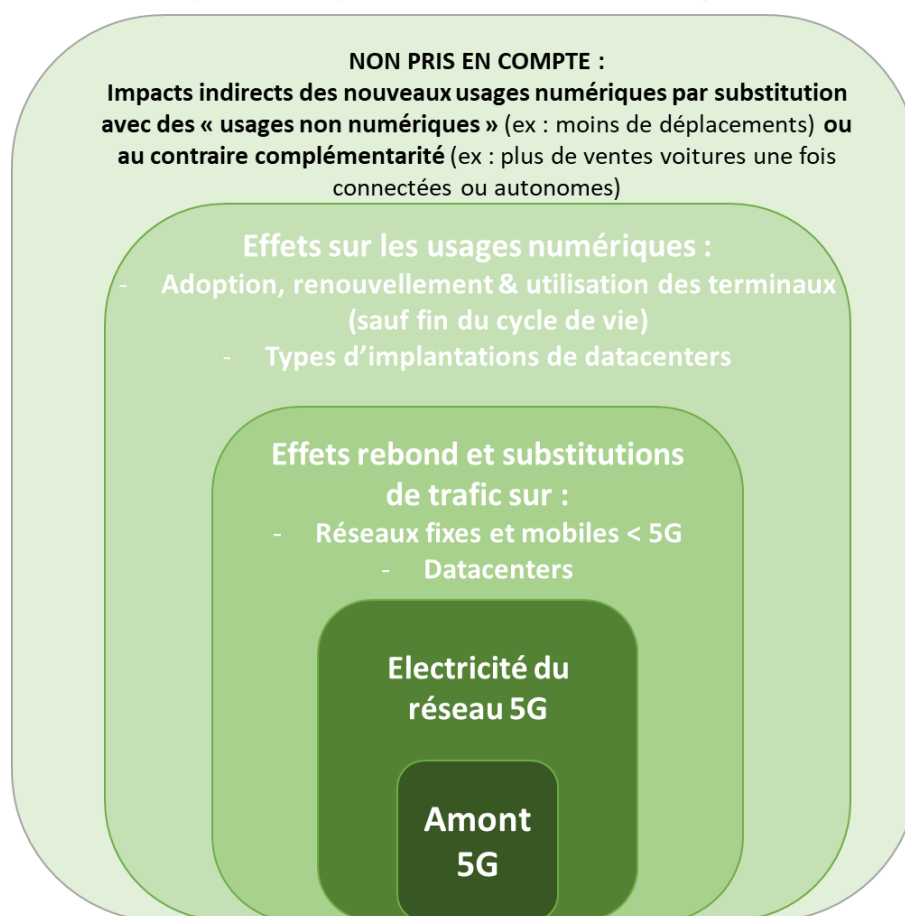 NON PRIS EN COMPTE :
Impacts indirects des nouveaux usages numériques par substitution
avec des « usages non numériques » (ex : moins de déplacements) ou
au contraire complémentarité (ex : plus de ventes voitures une fois
connectées ou autonomes)
Effets sur les usages numériques :
- Adoption, renouvellement & utilisation des terminaux
(sauf fin du cycle de vie)
- Types d’implantations de datacenters
Effets rebond et substitutions
de trafic sur :
- Réseaux fixes et mobiles < 5G
- Datacenters
Electricité du
réseau 5G
Amont
5G